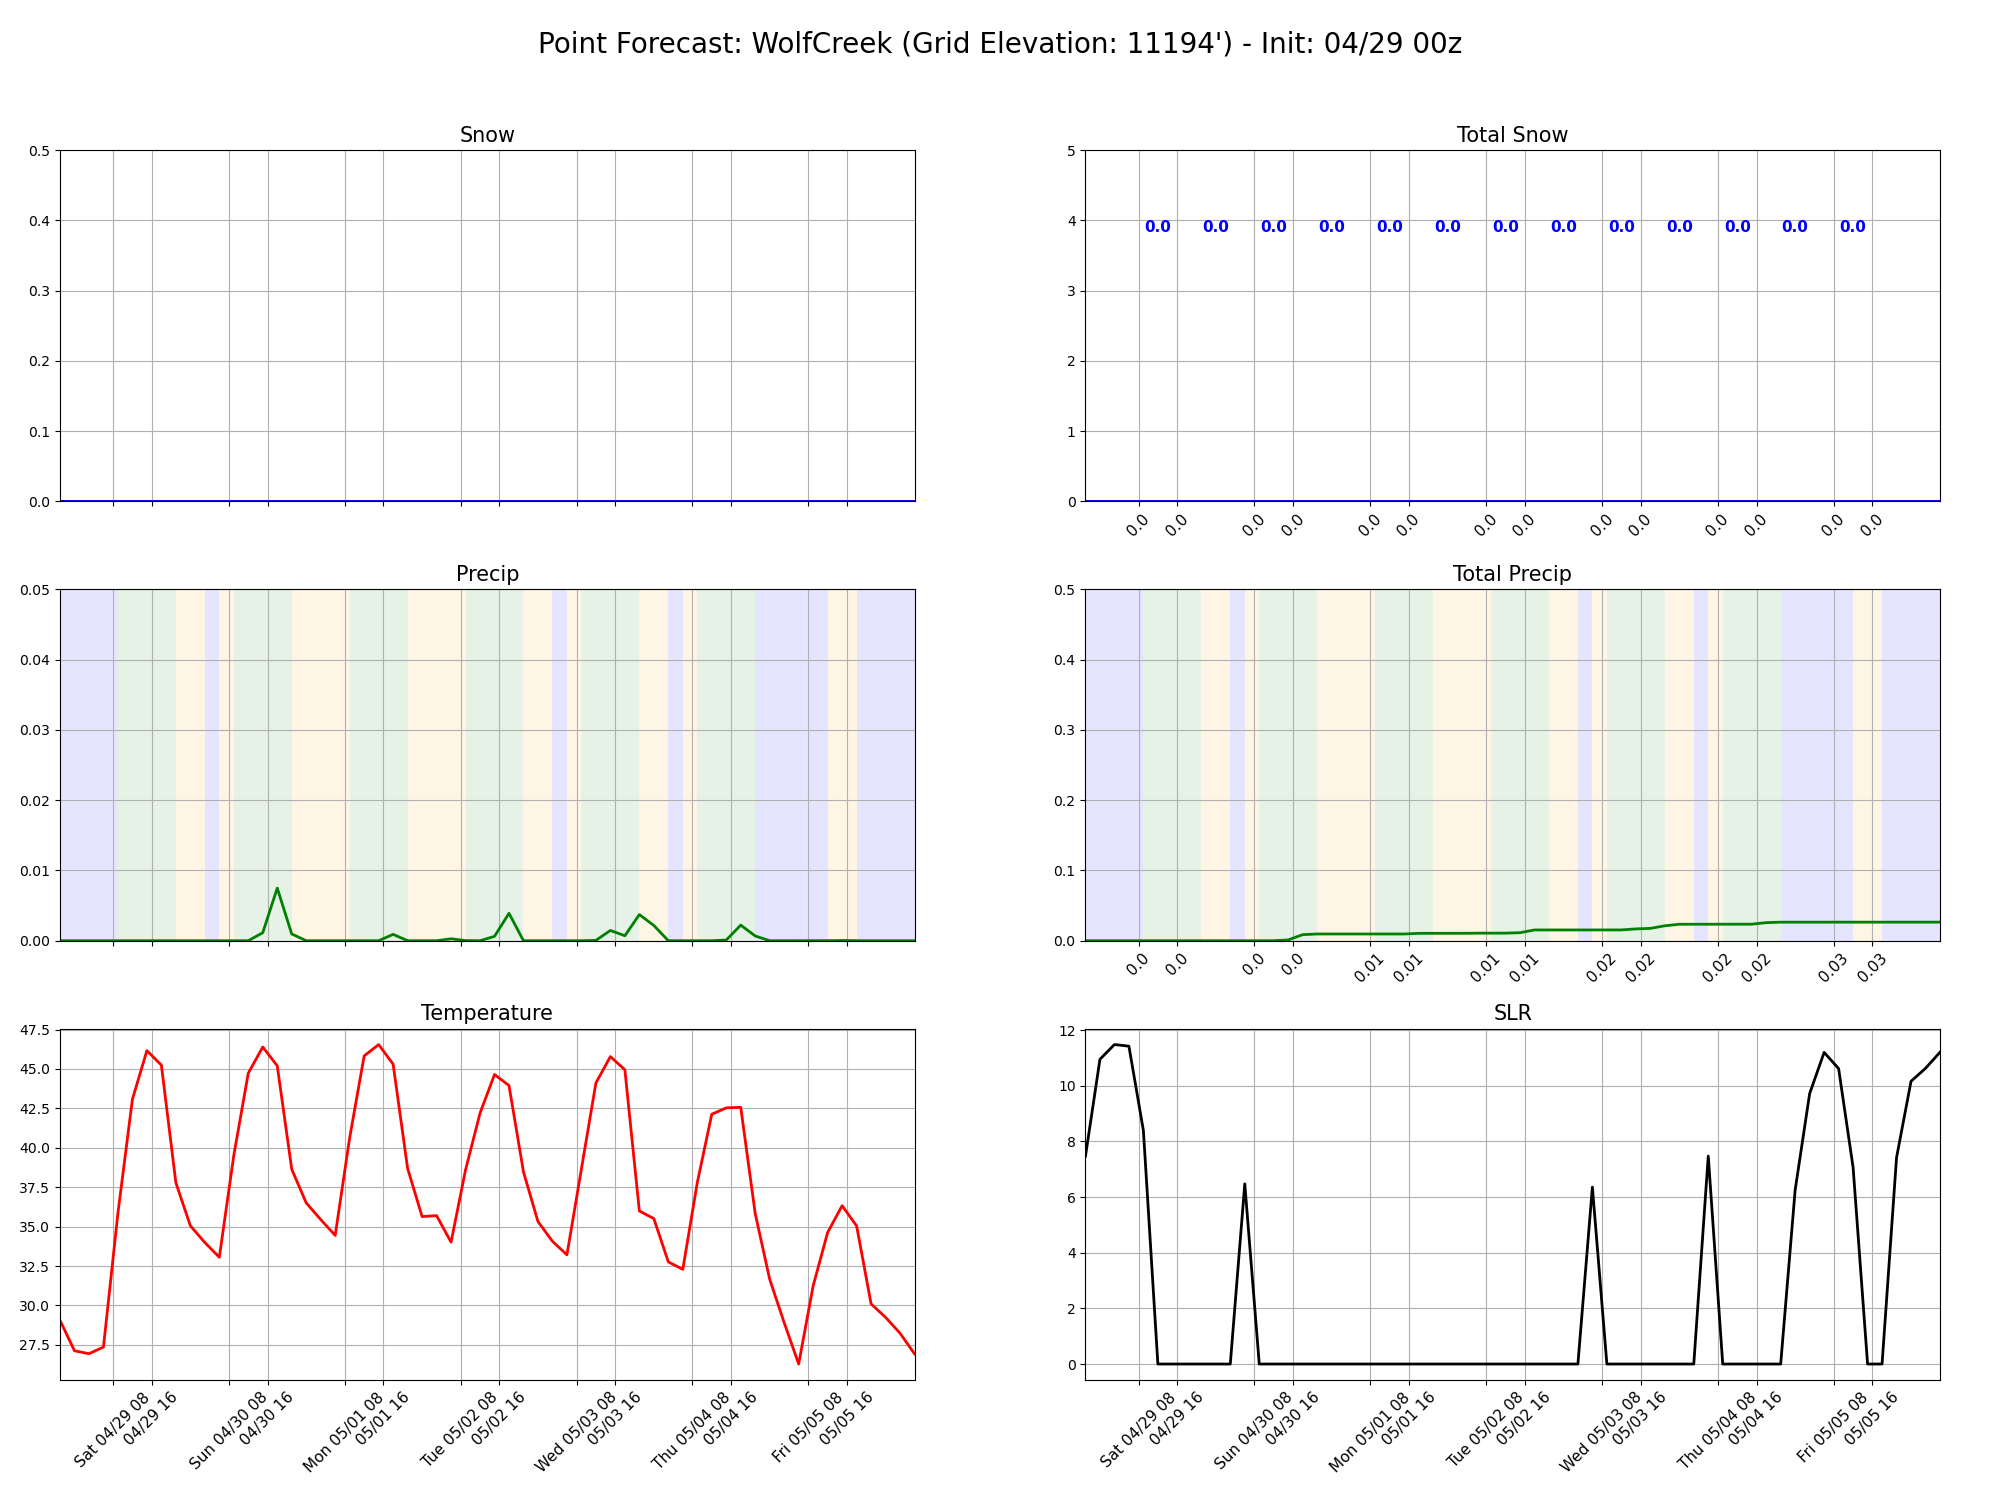 Point Forecast: WolfCreek (Grid Elevation: 11194') - Init: 04/29 00z
Snow
0.5
0.4
0.3
0.2
0.1
0.0
Total Snow
5
4
3
2
1
0
0.0 0.0 0.0 0.0 0.0 0.0 0.0 0.0 0.0 0.0 0.0 0.0 0.0
0.0 0.0 0.0 0.0 0.0 0.0 0.0 0.0 0.0 0.0 0.0 0.0 0.0 0.0
Precip
0.05
0.04
0.03
0.02
0.01
0.00
Total Precip
0.5
0.4
0.3
0.2
0.1
0.0
0.0 0.0 0.0 0.0 0.01 0.01 0.01 0.01 0.02 0.02 0.02 0.02 0.03 0.03
Temperature
47.5
45.0
42.5
40.0
37.5
35.0
32.5
30.0
27.5
Sat 04/29 08
04/29 16
Sun 04/30 08
04/30 16
Mon 05/01 08
05/01 16
Tue 05/02 08
05/02 16
Wed 05/03 08
05/03 16
Thu 05/04 08
05/04 16
Fri 05/05 08
05/05 16
SLR
12
10
8
6
4
2
0
Sat 04/29 08
04/29 16
Sun 04/30 08
04/30 16
Mon 05/01 08
05/01 16
Tue 05/02 08
05/02 16
Wed 05/03 08
05/03 16
Thu 05/04 08
05/04 16
Fri 05/05 08
05/05 16